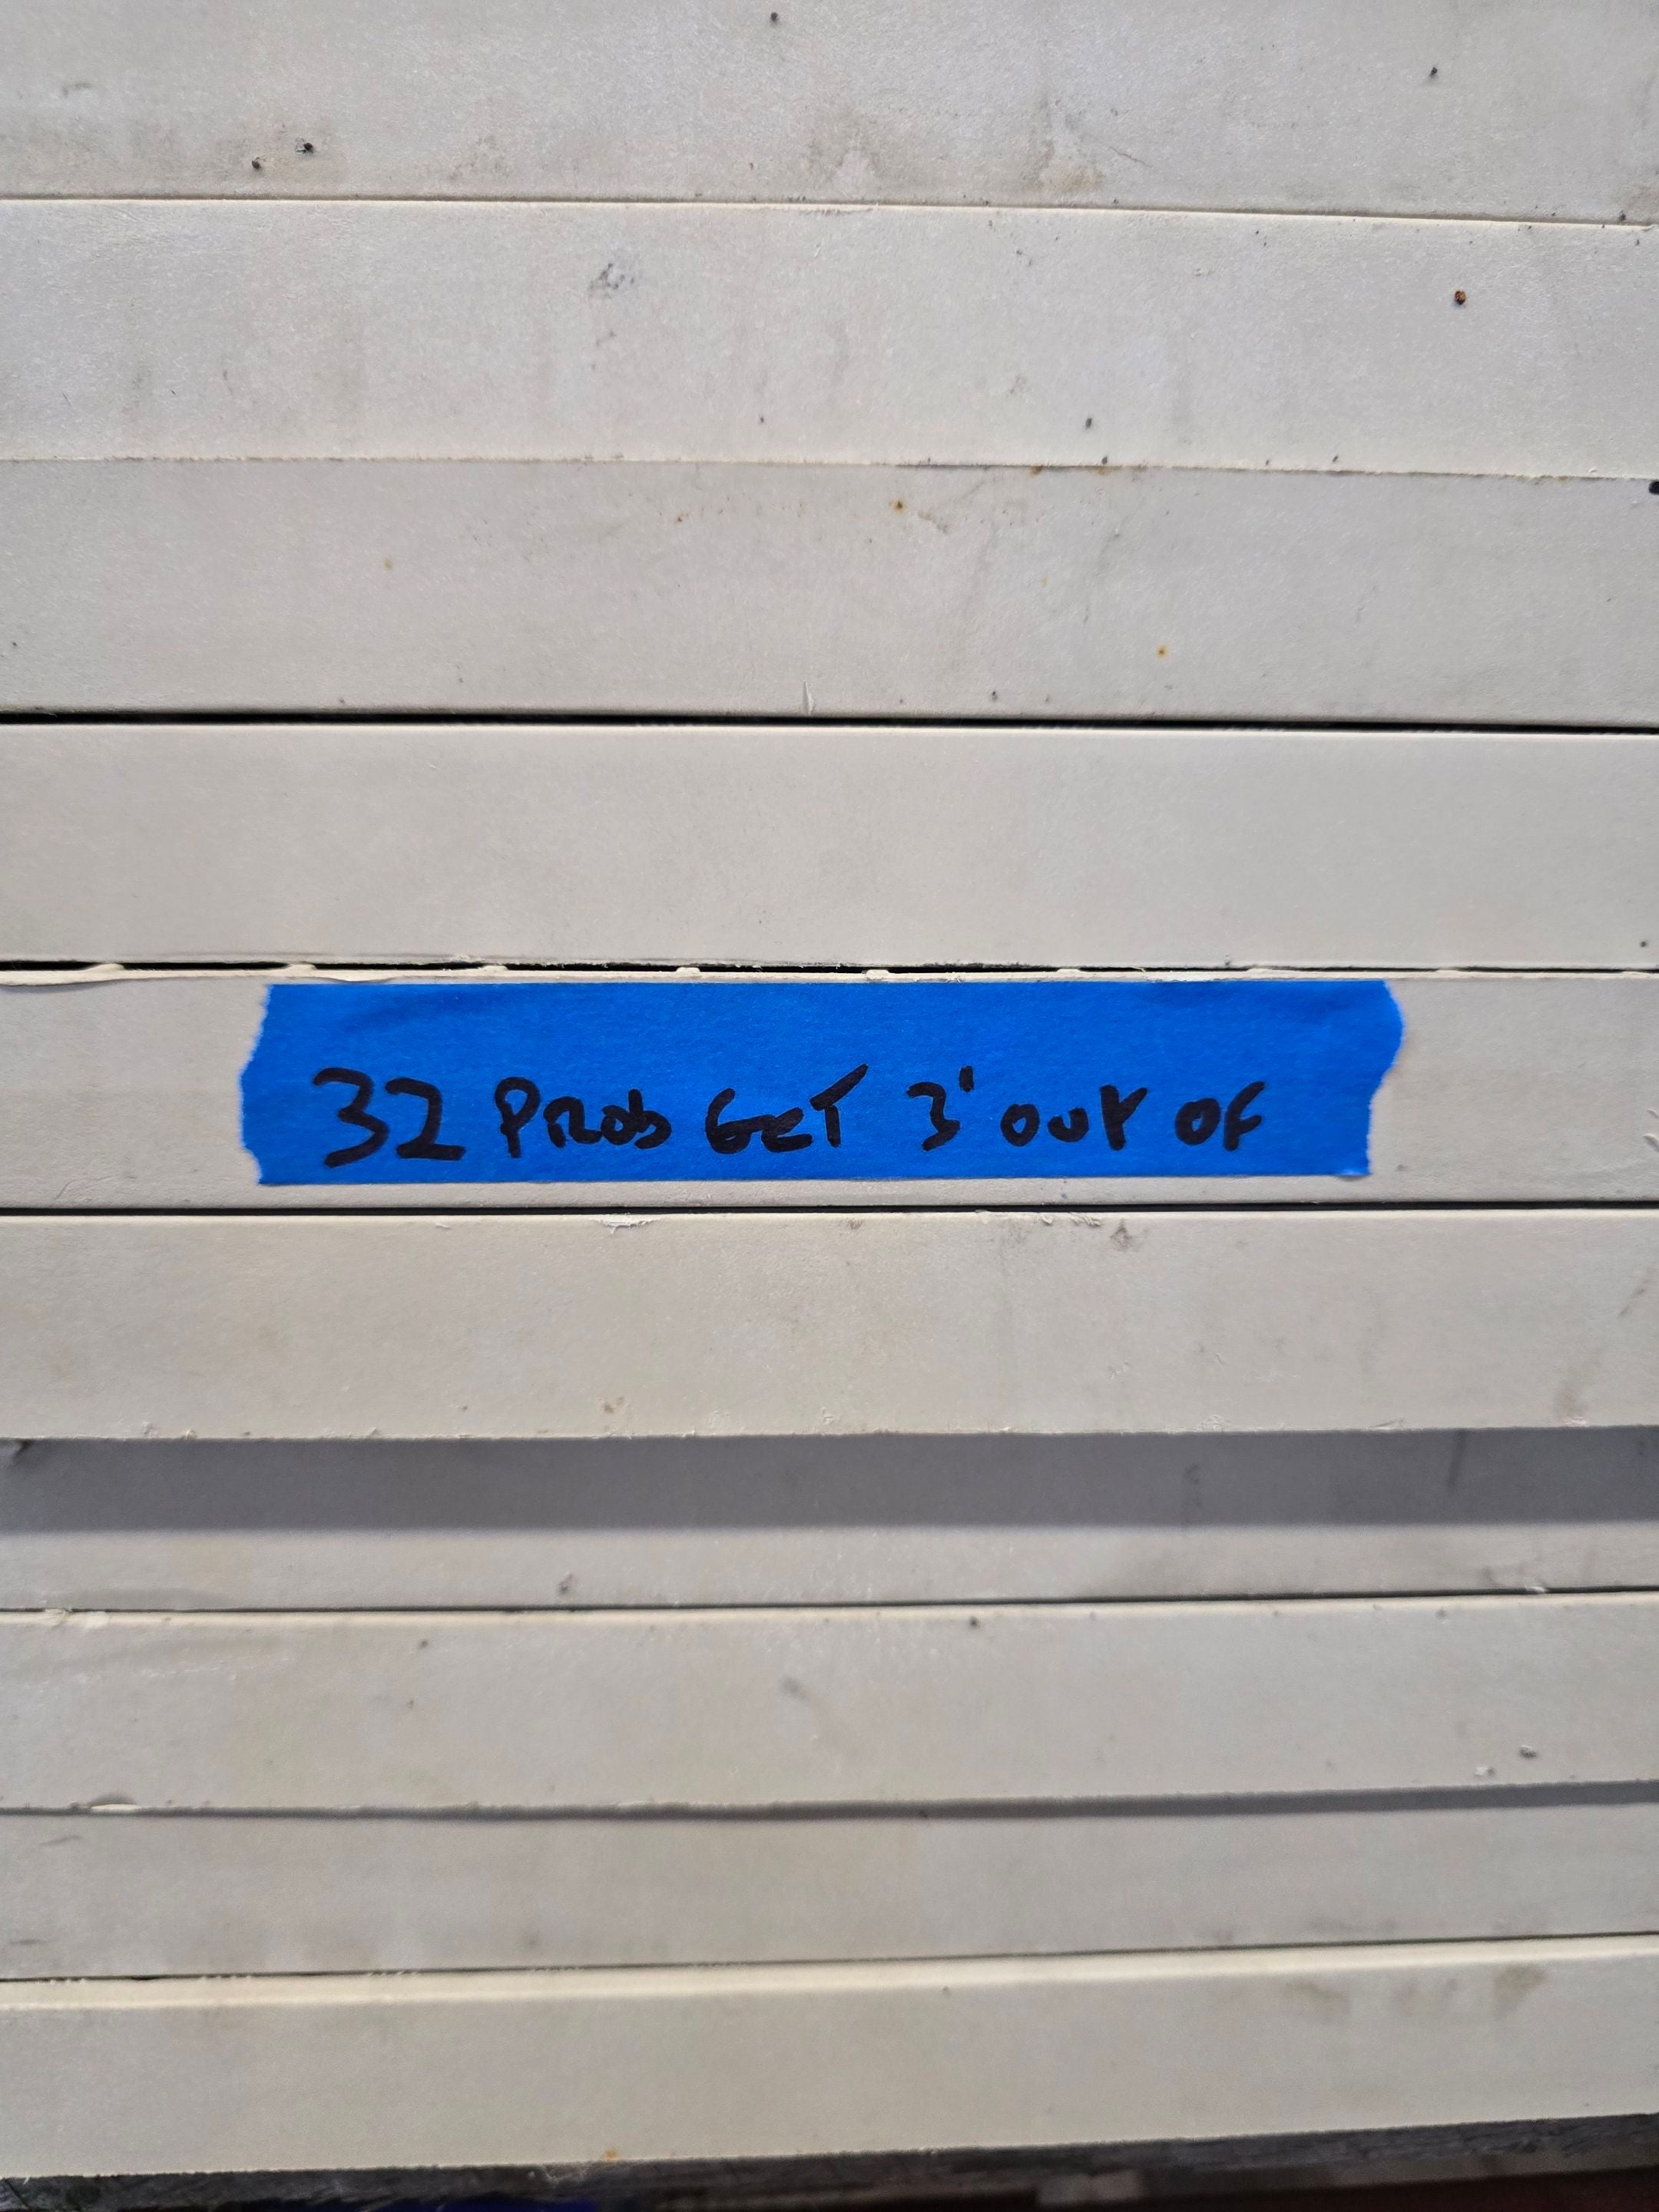 32 PROB GET 3' OUT OF